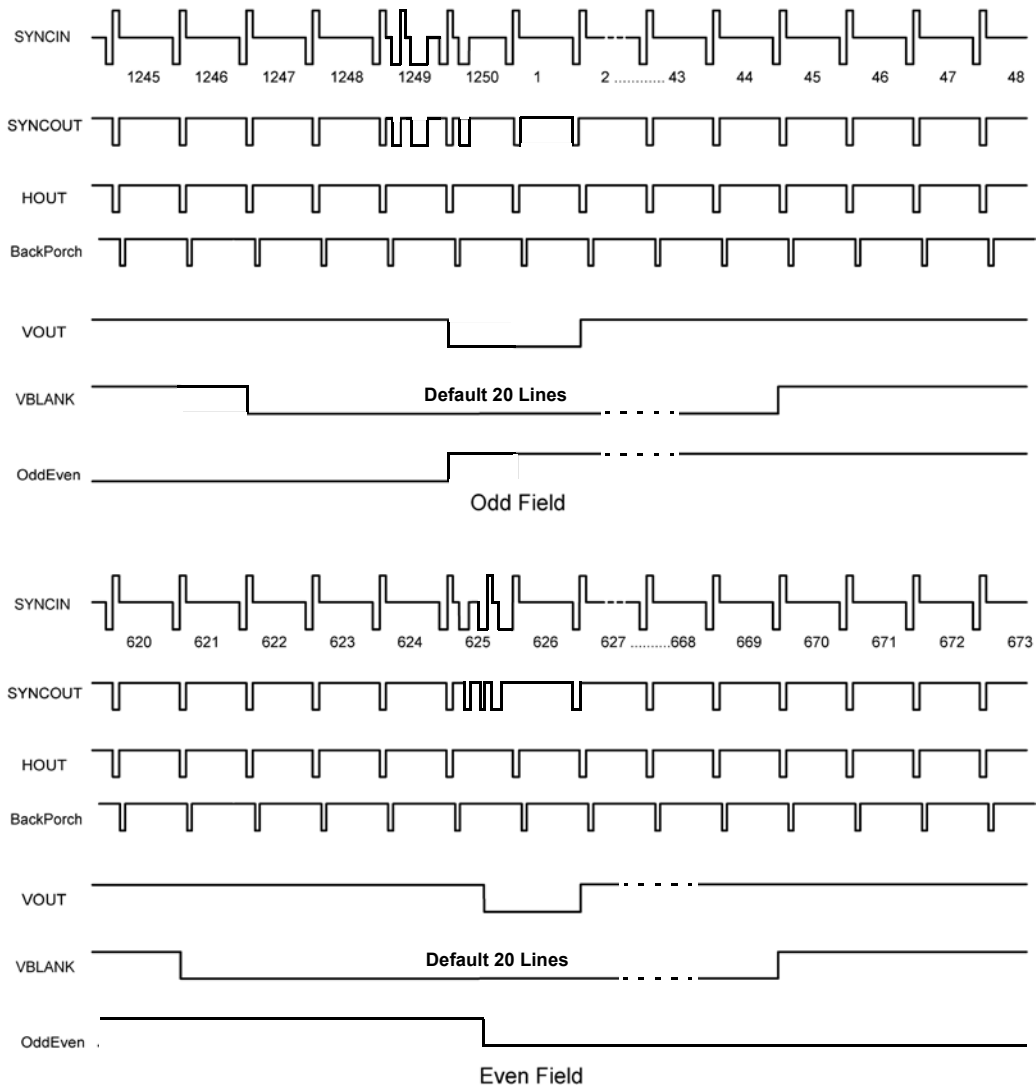 SYNCIN
1245 1246 1247 1248 1249 1250 1 2 ............ 43 44 45 46 47 48
SYNCOUT
HOUT
BackPorch
VOUT
VBLANK
Default 20 Lines
OddEven
Odd Field
SYNCIN
620 621 622 623 624 625 626 627 ..........668 669 670 671 672 673
SYNCOUT
HOUT
BackPorch
VOUT
VBLANK
Default 20 Lines
OddEven
Even Field